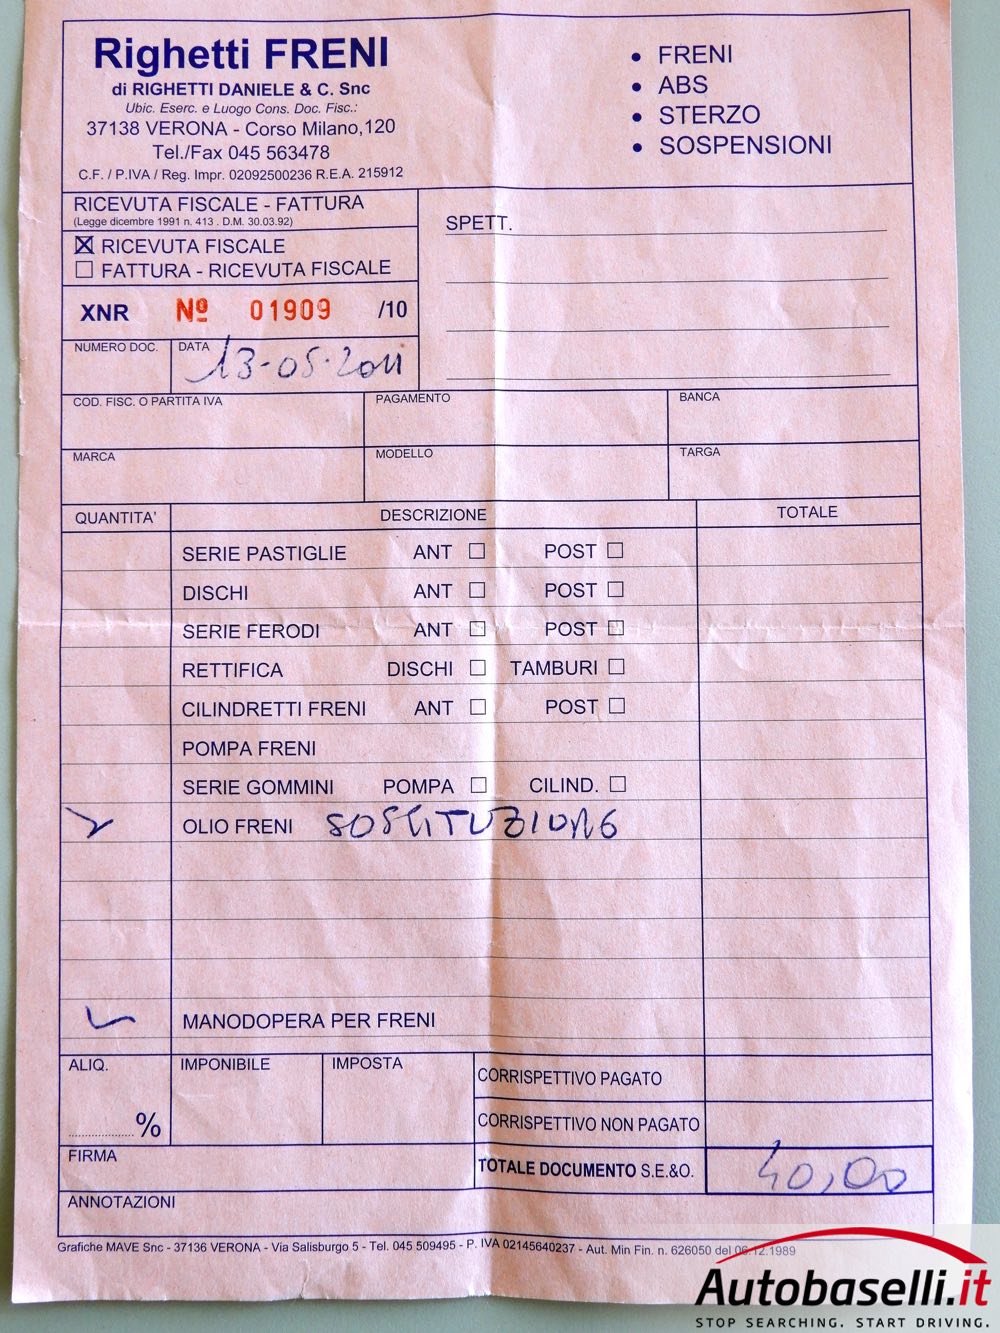 Righetti FRENI
di RIGHETTI DANIELE & C. Snc
Ubic. Eserc. e Luogo Cons. Doc. Fisc.:
37138 VERONA - Corso Milano,120
Tel./Fax 045 563478
C.F. / P.IVA / Reg. Impr. 02092500236 R.E.A. 215912
• FRENI
• ABS
• STERZO
• SOSPENSIONI
RICEVUTA FISCALE - FATTURA
(Legge dicembre 1991 n. 413 . D.M. 30.03.92)
☒ RICEVUTA FISCALE
☐ FATTURA - RICEVUTA FISCALE
SPETT.
XNR Nº 01909 /10
NUMERO DOC. DATA 13-05-2011
COD. FISC. O PARTITA IVA PAGAMENTO BANCA
MARCA MODELLO TARGA
QUANTITA' DESCRIZIONE TOTALE
SERIE PASTIGLIE ANT ☐ POST ☐
DISCHI ANT ☐ POST ☐
SERIE FERODI ANT ☐ POST ☐
RETTIFICA DISCHI ☐ TAMBURI ☐
CILINDRETTI FRENI ANT ☐ POST ☐
POMPA FRENI
SERIE GOMMINI POMPA ☐ CILIND. ☐
OLIO FRENI SOSTITUZIONE
MANODOPERA PER FRENI
ALIQ. IMPONIBILE IMPOSTA CORRISPETTIVO PAGATO
..................% CORRISPETTIVO NON PAGATO
FIRMA TOTALE DOCUMENTO S.E.&O. 40,00
ANNOTAZIONI
Grafiche MAVE Snc - 37136 VERONA - Via Salisburgo 5 - Tel. 045 509495 - P. IVA 02145640237 - Aut. Min Fin. n. 626050 del 06.12.1989
Autobaselli.it
STOP SEARCHING. START DRIVING.